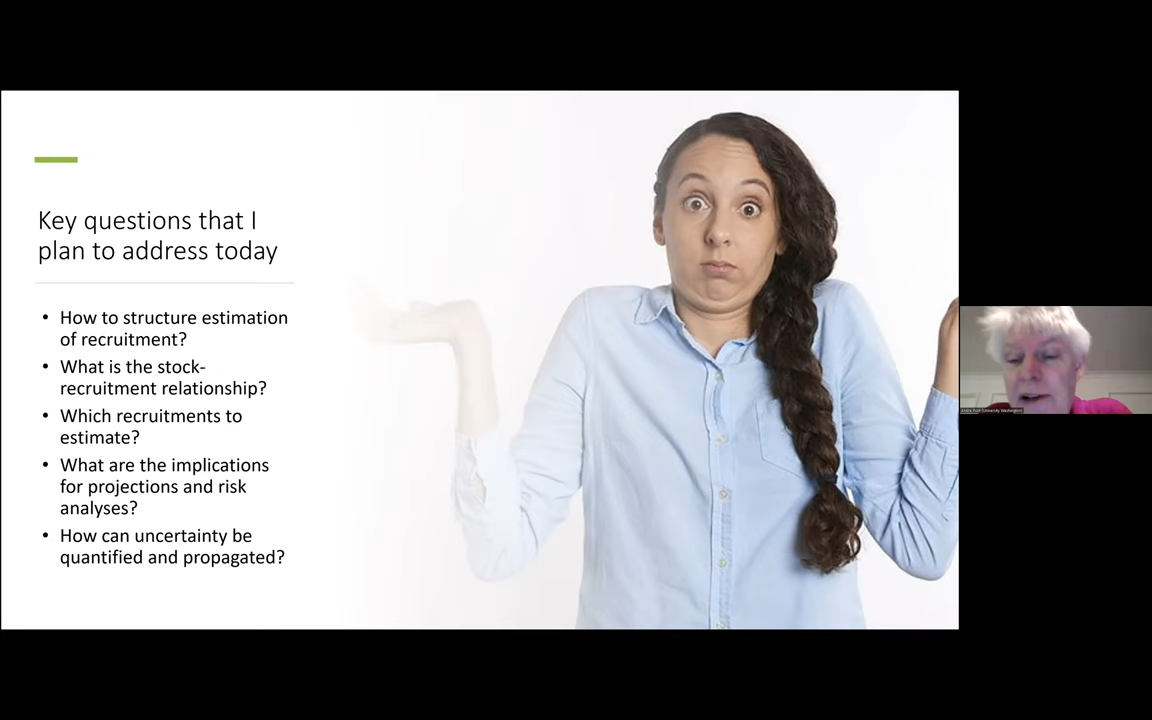 Key questions that I
plan to address today
• How to structure estimation
of recruitment?
• What is the stock-
recruitment relationship?
• Which recruitments to
estimate?
• What are the implications
for projections and risk
analyses?
• How can uncertainty be
quantified and propagated?